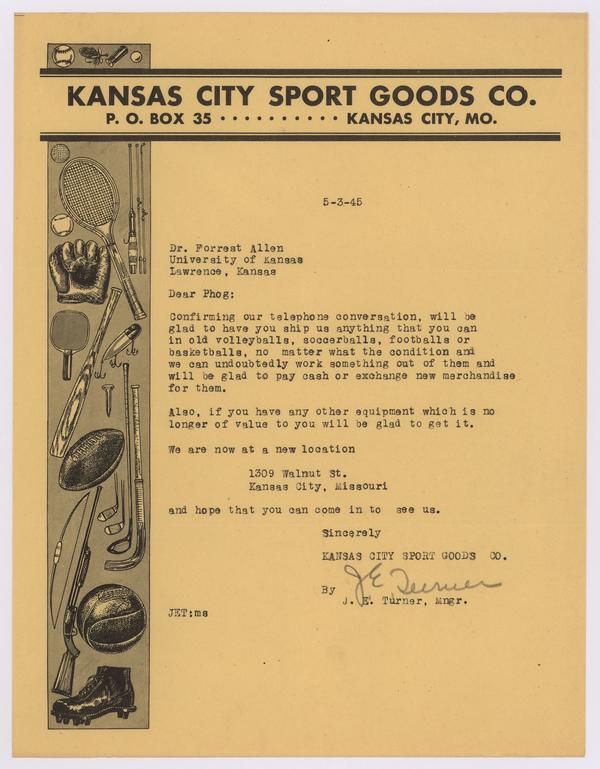 KANSAS CITY SPORT GOODS CO.
P. O. BOX 35 · · · · · · · · · · KANSAS CITY, MO.
5-3-45
Dr. Forrest Allen
University of Kansas
Lawrence, Kansas
Dear Phog:
Confirming our telephone conversation, will be
glad to have you ship us anything that you can
in old volleyballs, soccerballs, footballs or
basketballs, no matter what the condition and
we can undoubtedly work something out of them and
will be glad to pay cash or exchange new merchandise
for them.
Also, if you have any other equipment which is no
longer of value to you will be glad to get it.
We are now at a new location
1309 Walnut St.
Kansas City, Missouri
and hope that you can come in to see us.
Sincerely
KANSAS CITY SPORT GOODS CO.
JE Turner
By
J. E. Turner, Mngr.
JET:ms